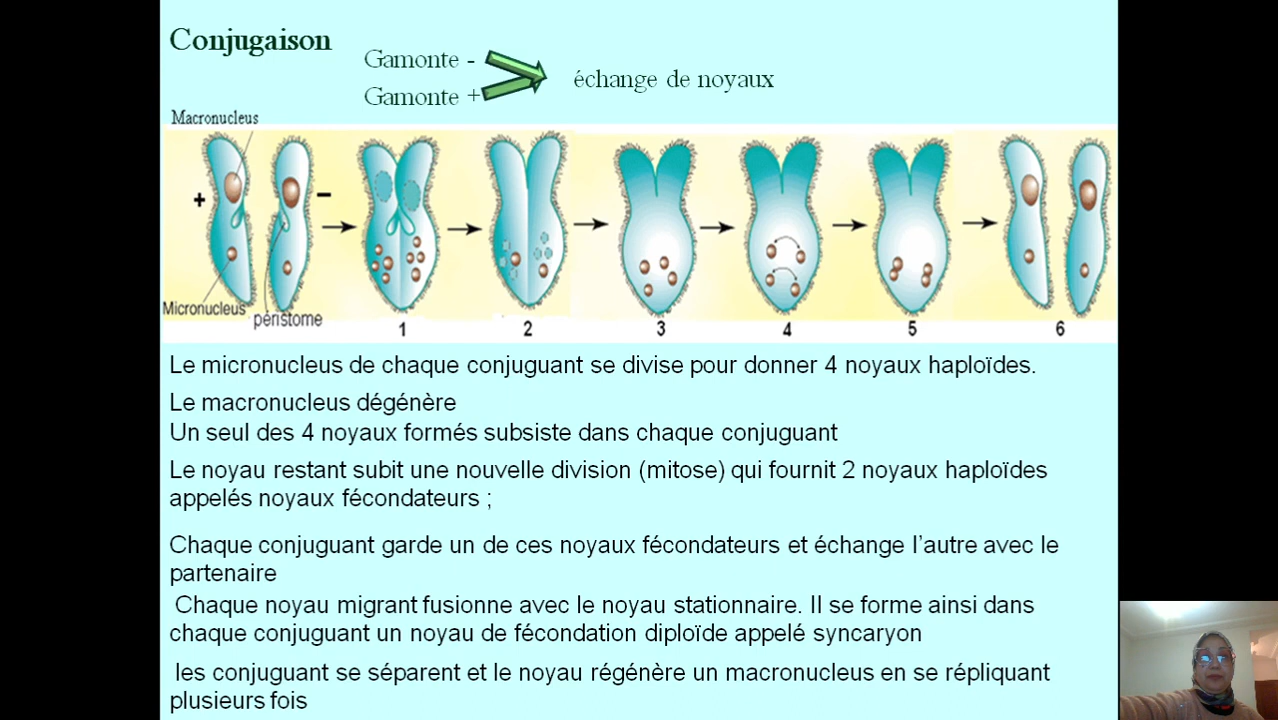 Conjugaison
Gamonte -
Gamonte +
échange de noyaux
Macronucleus
+
−
Micronucleus
péristome
1
2
3
4
5
6
Le micronucleus de chaque conjuguant se divise pour donner 4 noyaux haploïdes.
Le macronucleus dégénère
Un seul des 4 noyaux formés subsiste dans chaque conjuguant
Le noyau restant subit une nouvelle division (mitose) qui fournit 2 noyaux haploïdes
appelés noyaux fécondateurs ;
Chaque conjuguant garde un de ces noyaux fécondateurs et échange l'autre avec le
partenaire
Chaque noyau migrant fusionne avec le noyau stationnaire. Il se forme ainsi dans
chaque conjuguant un noyau de fécondation diploïde appelé syncaryon
les conjuguant se séparent et le noyau régénère un macronucleus en se répliquant
plusieurs fois